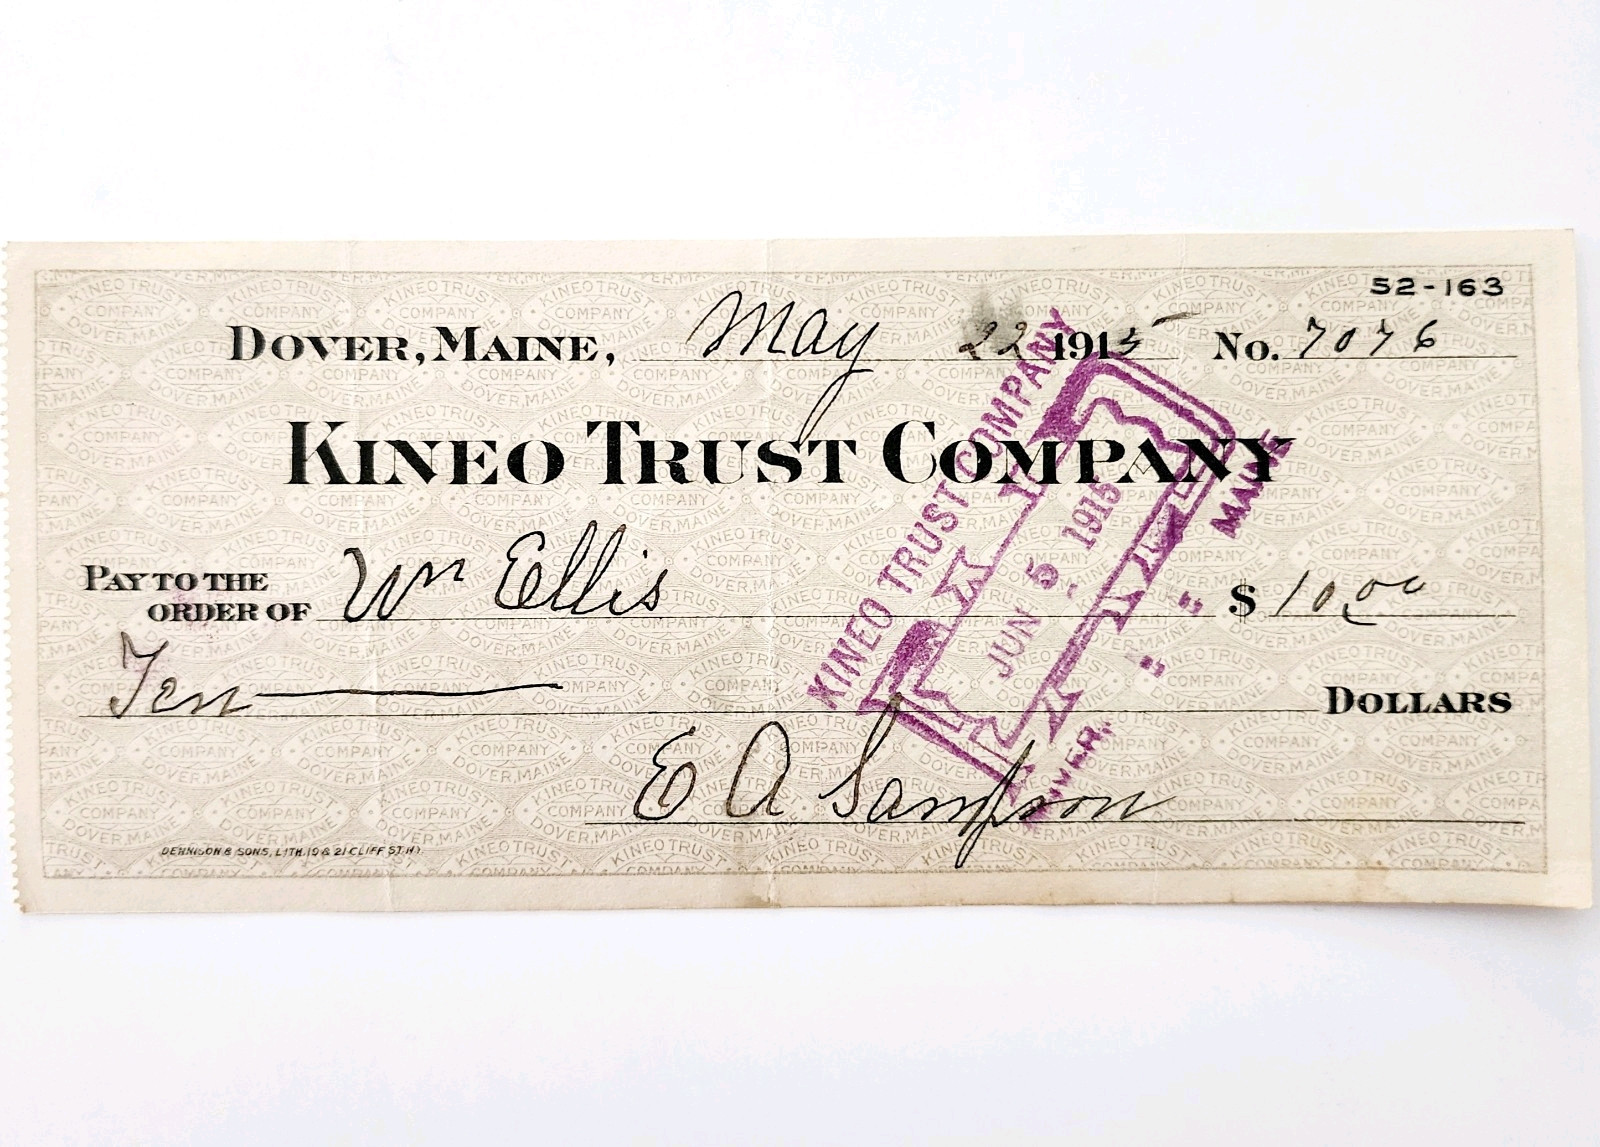 52-163
DOVER, MAINE, May 22 1915 No. 7076
KINEO TRUST COMPANY
PAY TO THE
ORDER OF Wm Ellis $ 10.00
Ten DOLLARS
E A Sampson
DENNISON & SONS, LITH. 19 & 21 CLIFF ST. N.Y.
KINEO TRUST COMPANY
PAID
JUN 5 1915
MAINE